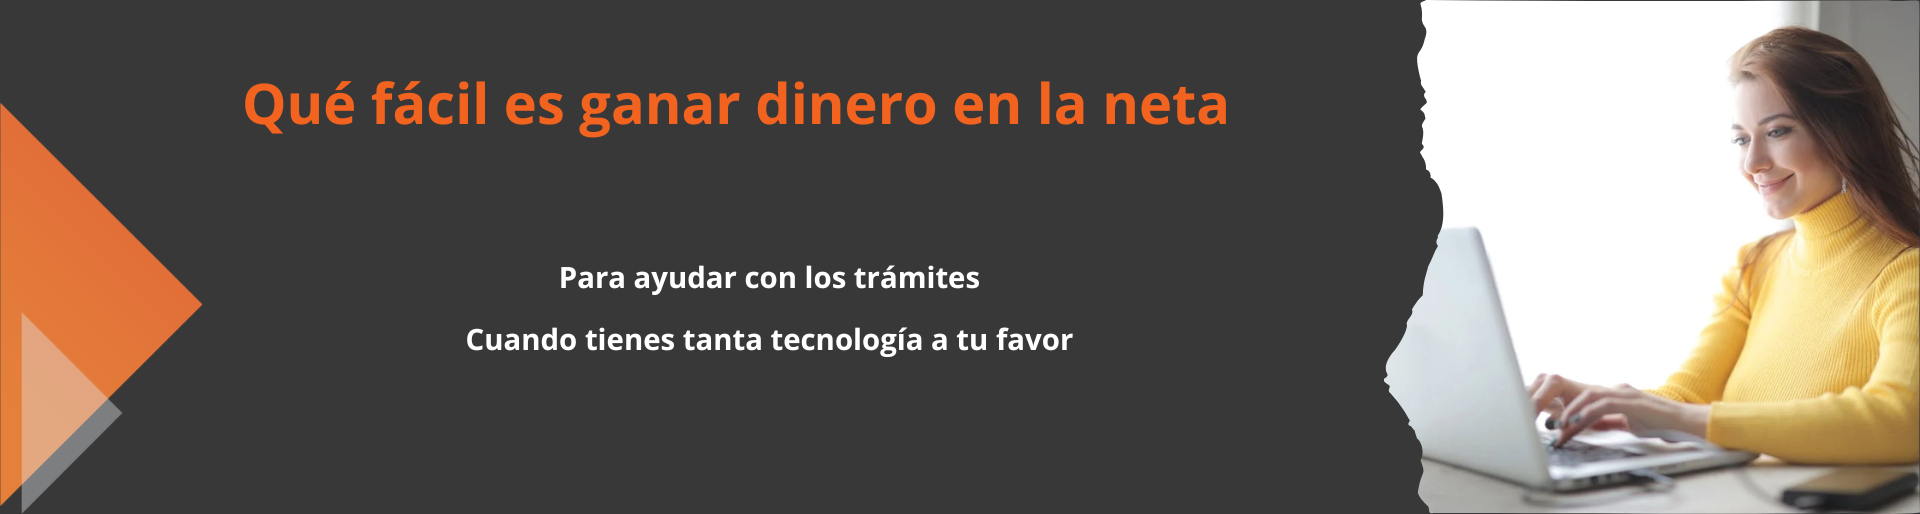 Qué fácil es ganar dinero en la neta
Para ayudar con los trámites
Cuando tienes tanta tecnología a tu favor